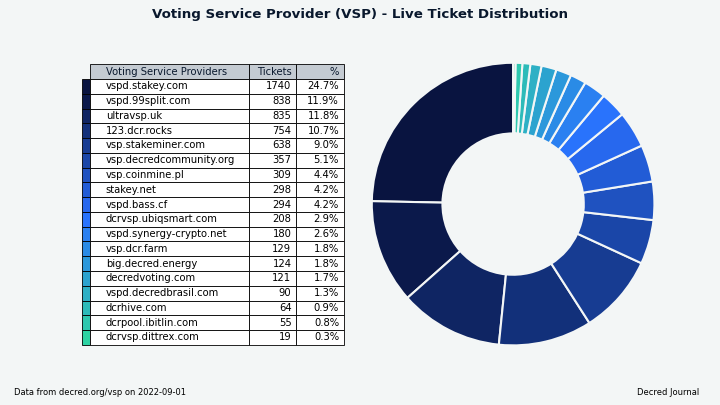 Voting Service Provider (VSP) - Live Ticket Distribution
Voting Service Providers Tickets %
vspd.stakey.com 1740 24.7%
vspd.99split.com 838 11.9%
ultravsp.uk 835 11.8%
123.dcr.rocks 754 10.7%
vsp.stakeminer.com 638 9.0%
vsp.decredcommunity.org 357 5.1%
vsp.coinmine.pl 309 4.4%
stakey.net 298 4.2%
vspd.bass.cf 294 4.2%
dcrvsp.ubiqsmart.com 208 2.9%
vspd.synergy-crypto.net 180 2.6%
vsp.dcr.farm 129 1.8%
big.decred.energy 124 1.8%
decredvoting.com 121 1.7%
vspd.decredbrasil.com 90 1.3%
dcrhive.com 64 0.9%
dcrpool.ibitlin.com 55 0.8%
dcrvsp.dittrex.com 19 0.3%
Data from decred.org/vsp on 2022-09-01
Decred Journal